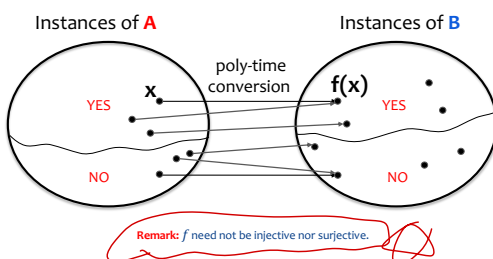 Instances of A
Instances of B
poly-time
conversion
x
f(x)
YES
YES
NO
NO
Remark: f need not be injective nor surjective.